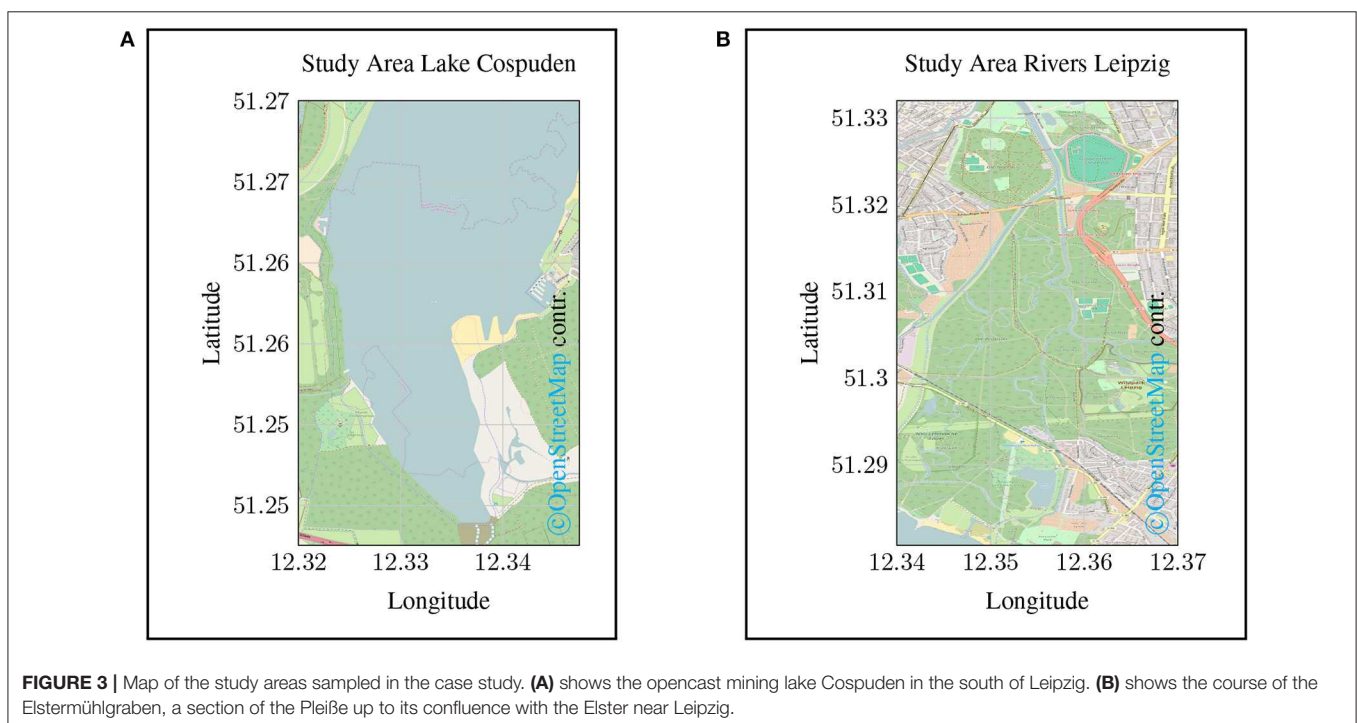 A
Study Area Lake Cospuden
51.27
51.27
51.26
51.26
51.25
51.25
Latitude
12.32 12.33 12.34
Longitude
©OpenStreetMap contr.
B
Study Area Rivers Leipzig
51.33
51.32
51.31
51.3
51.29
Latitude
Wildpark
Leipzig
12.34 12.35 12.36 12.37
Longitude
©OpenStreetMap contr.
FIGURE 3 | Map of the study areas sampled in the case study. (A) shows the opencast mining lake Cospuden in the south of Leipzig. (B) shows the course of the
Elstermühlgraben, a section of the Pleiße up to its confluence with the Elster near Leipzig.